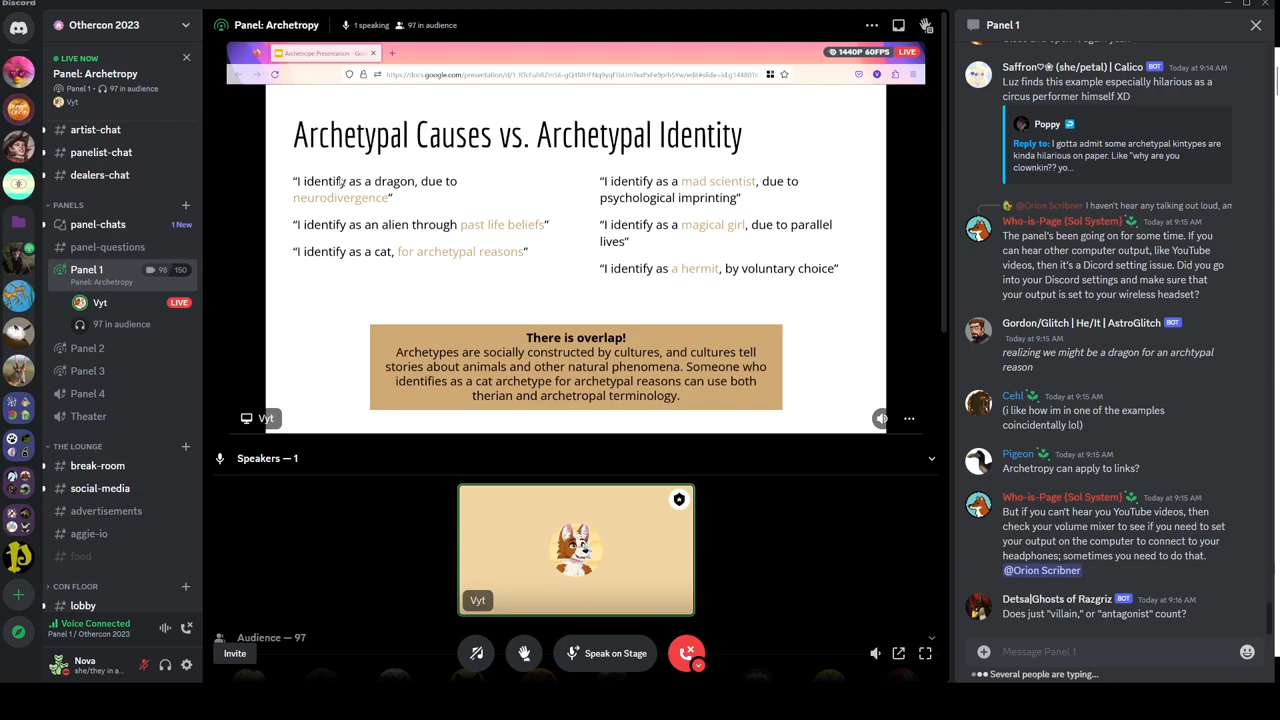 Discord
Othercon 2023
LIVE NOW
Panel: Archetropy
Panel 1 • 97 in audience
Vyt
# artist-chat
# panelist-chat
# dealers-chat
PANELS
panel-chats
1 New
# panel-questions
Panel 1
98 150
Panel: Archetropy
Vyt
LIVE
97 in audience
Panel 2
Panel 3
Panel 4
Theater
THE LOUNGE
# break-room
# social-media
# advertisements
# aggie-io
# food
CON FLOOR
# lobby
Voice Connected
Panel 1 / Othercon 2023
Nova
she/they in a...
Panel: Archetropy
1 speaking
97 in audience
1440P 60FPS
LIVE
Archetypal Causes vs. Archetypal Identity
“I identify as a dragon, due to
neurodivergence”
“I identify as an alien through past life beliefs”
“I identify as a cat, for archetypal reasons”
“I identify as a mad scientist, due to
psychological imprinting”
“I identify as a magical girl, due to parallel
lives”
“I identify as a hermit, by voluntary choice”
There is overlap!
Archetypes are socially constructed by cultures, and cultures tell
stories about animals and other natural phenomena. Someone who
identifies as a cat archetype for archetypal reasons can use both
therian and archetropal terminology.
Vyt
Speakers — 1
Vyt
Audience — 97
Invite
Speak on Stage
Panel 1
Saffron♡❀ (she/petal) | Calico BOT Today at 9:14 AM
Luz finds this example especially hilarious as a
circus performer himself XD
Poppy
Reply to: I gotta admit some archetypal kintypes are
kinda hilarious on paper. Like "why are you
clownkin?? yo...
@Orion Scribner I haven't hear any talking out loud, an
Who-is-Page {Sol System} Today at 9:15 AM
The panel's been going on for some time. If you
can hear other computer output, like YouTube
videos, then it's a Dicord setting issue. Did you go
into your Discord settings and make sure that
your output is set to your wireless headset?
Gordon/Glitch | He/It | AstroGlitch BOT
Today at 9:15 AM
realizing we might be a dragon for an archtypal
reason
Cehl Today at 9:15 AM
(i like how im in one of the examples
coincidentally lol)
Pigeon Today at 9:15 AM
Archetropy can apply to links?
Who-is-Page {Sol System} Today at 9:15 AM
But if you can't hear you YouTube videos, then
check your volume mixer to see if you need to set
your output on the computer to connect to your
headphones; sometimes you need to do that.
@Orion Scribner
Detsa|Ghosts of Razgriz BOT Today at 9:16 AM
Does just "villain," or "antagonist" count?
Message Panel 1
Several people are typing...